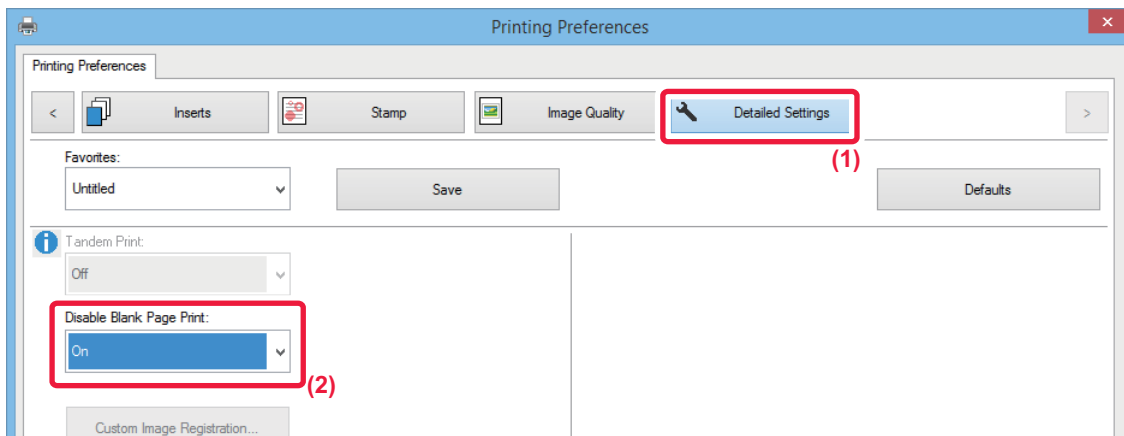 Printing Preferences
Printing Preferences
< Inserts Stamp Image Quality Detailed Settings >
(1)
Favorites:
Untitled Save Defaults
Tandem Print:
Off
Disable Blank Page Print:
On
(2)
Custom Image Registration...